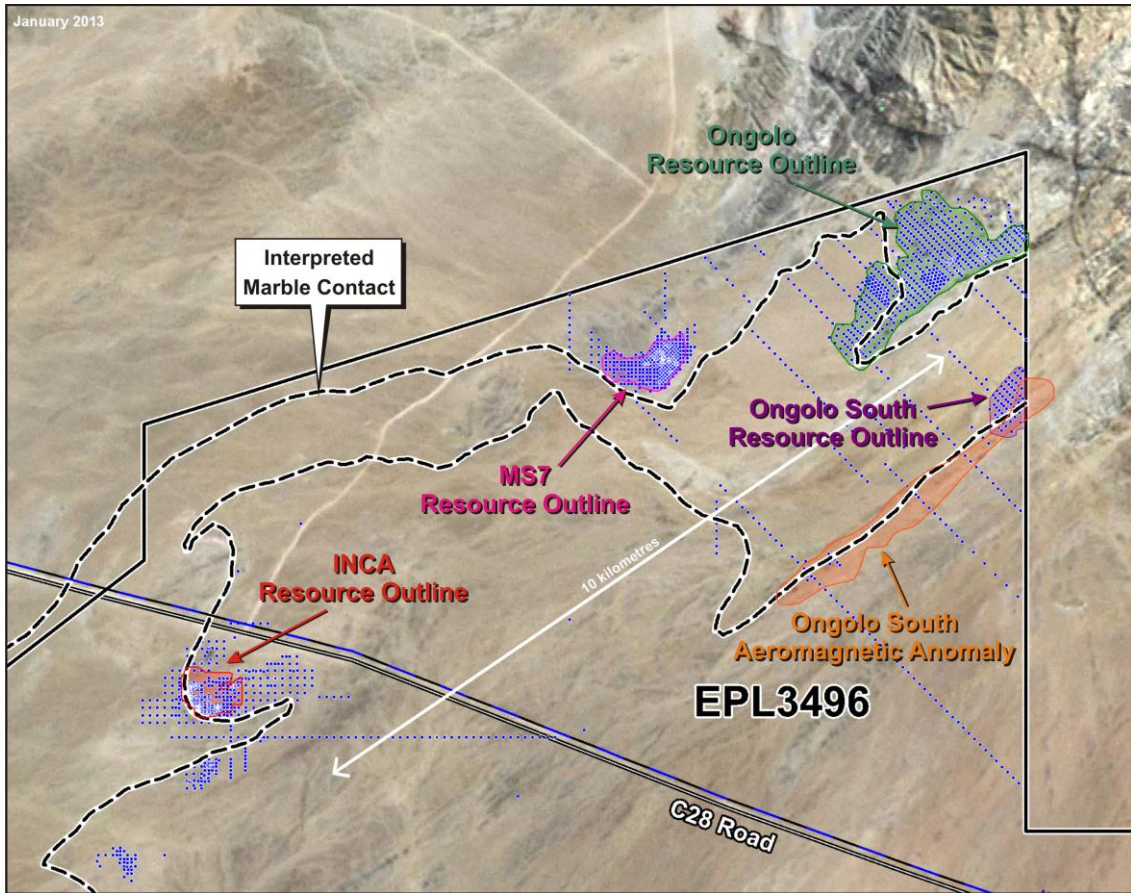 January 2013
Ongolo
Resource Outline
Interpreted
Marble Contact
Ongolo South
Resource Outline
MS7
Resource Outline
10 kilometres
INCA
Resource Outline
Ongolo South
Aeromagnetic Anomaly
EPL3496
C28 Road